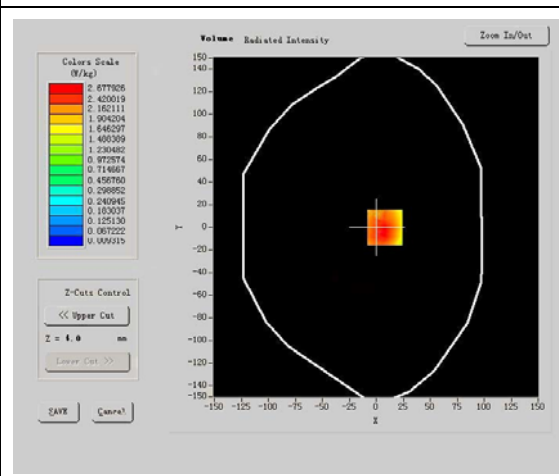 Volume Radiated Intensity
Zoom In/Out
Colors Scale
(W/kg)
2.677926
2.420019
2.162111
1.904204
1.646297
1.230482
0.972574
0.714667
0.456760
0.298852
0.240945
0.183037
0.125130
0.067222
0.009315
150
140
120
100
80
60
40
20
0
-20
-40
-60
-80
-100
-120
-140
-150
Y
-150 -125 -100 -75 -50 -25 0 25 50 75 100 125 150
X
Z-Cuts Control
<< Upper Cut
Z = 4.0 mm
Lower Cut >>
SAVE
Cancel